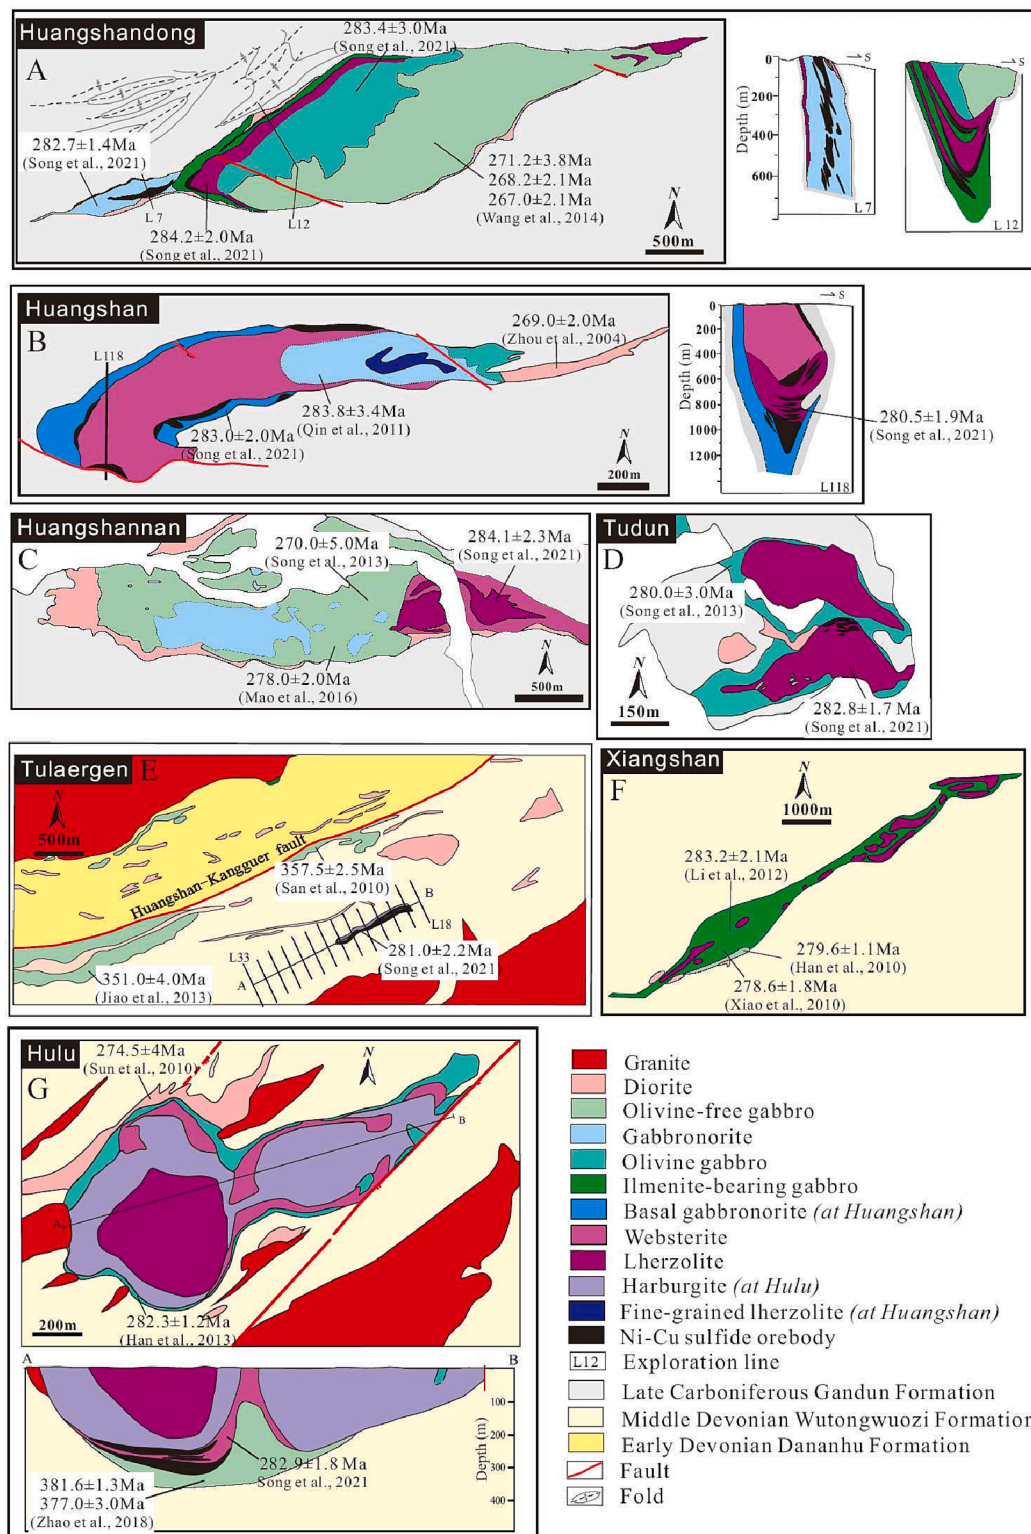 Huangshandong
A
283.4±3.0Ma
(Song et al., 2021)
282.7±1.4Ma
(Song et al., 2021)
L7
L12
284.2±2.0Ma
(Song et al., 2021)
271.2±3.8Ma
268.2±2.1Ma
267.0±2.1Ma
(Wang et al., 2014)
N
500m
Depth (m)
0
200
400
600
S
L7
S
L12
Huangshan
B
L118
283.0±2.0Ma
(Song et al., 2021)
283.8±3.4Ma
(Qin et al., 2011)
269.0±2.0Ma
(Zhou et al., 2004)
N
200m
Depth (m)
0
200
400
600
800
1000
1200
S
280.5±1.9Ma
(Song et al., 2021)
L118
Huangshannan
C
270.0±5.0Ma
(Song et al., 2013)
284.1±2.3Ma
(Song et al., 2021)
278.0±2.0Ma
(Mao et al., 2016)
N
500m
Tudun
D
280.0±3.0Ma
(Song et al., 2013)
N
150m
282.8±1.7 Ma
(Song et al., 2021)
Tulaergen
E
N
500m
Huangshan-Kangguer fault
357.5±2.5Ma
(San et al., 2010)
B
L18
L33
A
281.0±2.2Ma
(Song et al., 2021
351.0±4.0Ma
(Jiao et al., 2013)
Xiangshan
F
N
1000m
283.2±2.1Ma
(Li et al., 2012)
279.6±1.1Ma
(Han et al., 2010)
278.6±1.8Ma
(Xiao et al., 2010)
Hulu
G
274.5±4Ma
(Sun et al., 2010)
N
B
A
282.3±1.2Ma
(Han et al., 2013)
200m
A
B
Depth (m)
100
200
300
400
282.9±1.8 Ma
Song et al., 2021
381.6±1.3Ma
377.0±3.0Ma
(Zhao et al., 2018)
Granite
Diorite
Olivine-free gabbro
Gabbronorite
Olivine gabbro
Ilmenite-bearing gabbro
Basal gabbronorite (at Huangshan)
Websterite
Lherzolite
Harburgite (at Hulu)
Fine-grained lherzolite (at Huangshan)
Ni-Cu sulfide orebody
L12 Exploration line
Late Carboniferous Gandun Formation
Middle Devonian Wutongwuozi Formation
Early Devonian Dananhu Formation
Fault
Fold